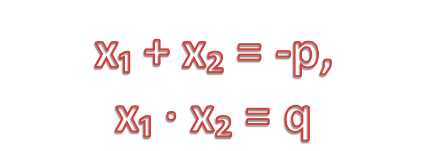 x₁ + x₂ = -p,
x₁ · x₂ = q